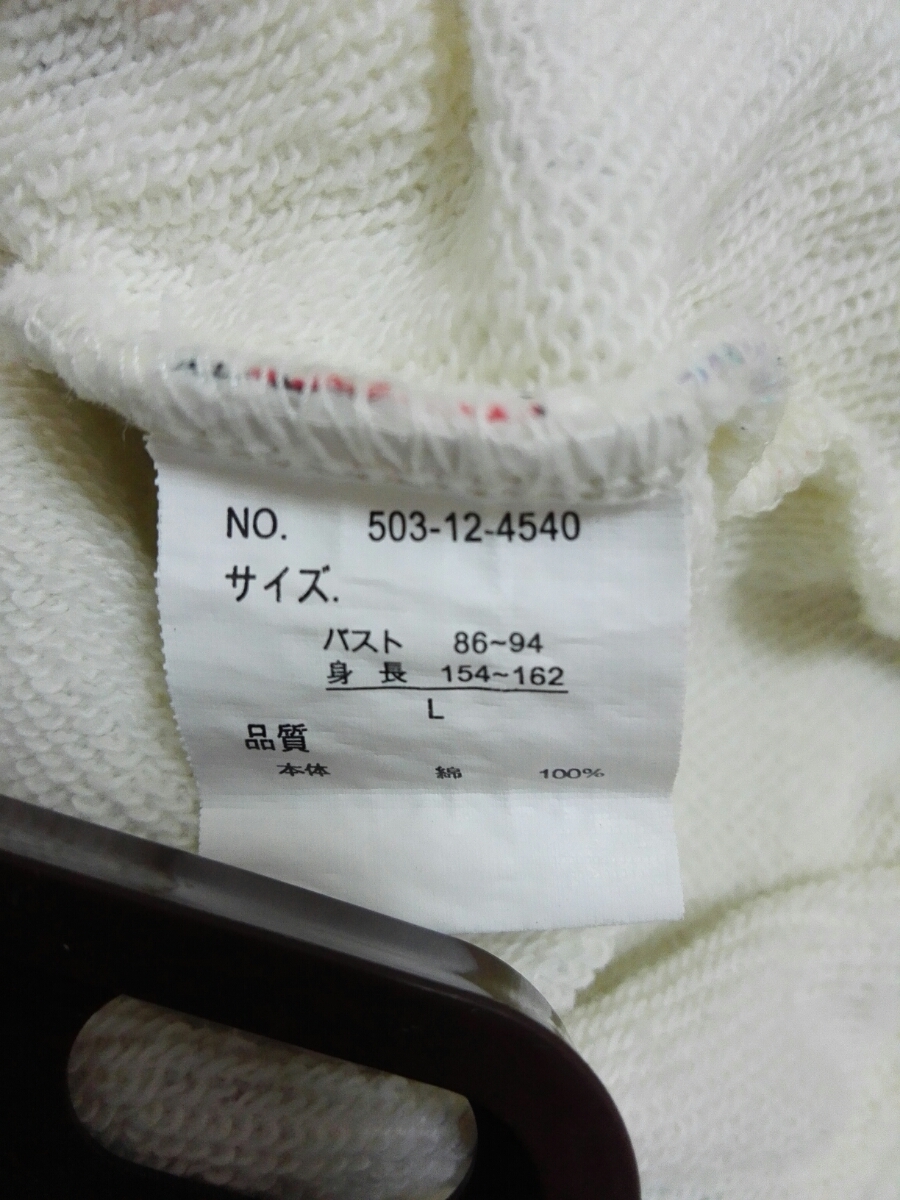 NO. 503-12-4540
サイズ.
バスト 86~94
身長 154~162
L
品質
本体 綿 100%